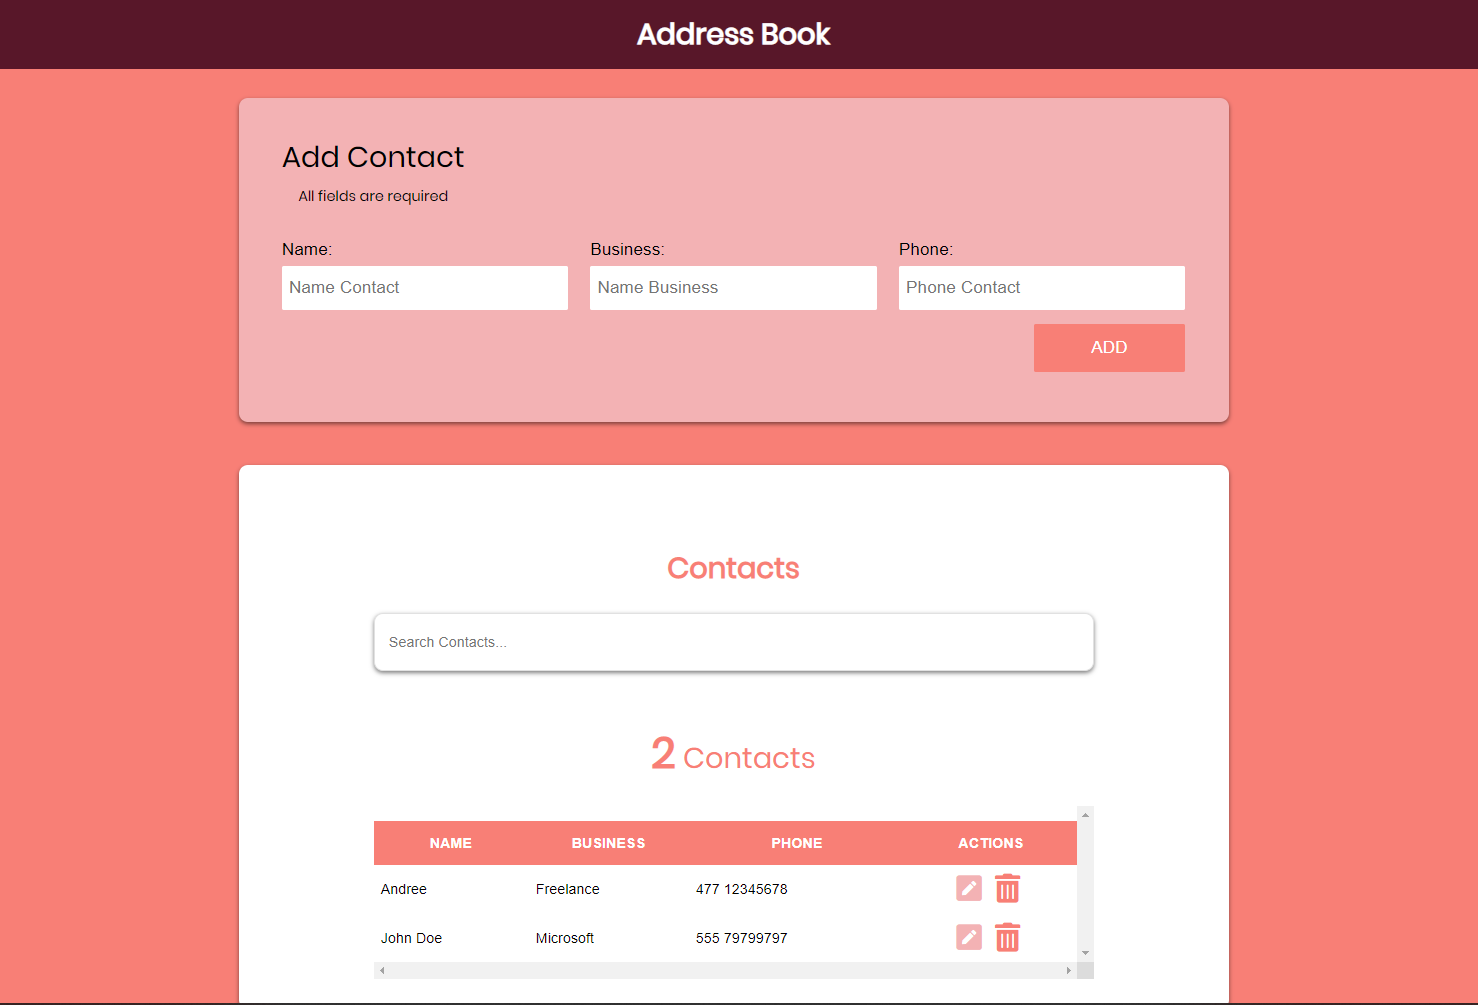 Address Book
Add Contact
All fields are required
Name: Business: Phone:
Name Contact Name Business Phone Contact
ADD
Contacts
Search Contacts...
2 Contacts
NAME BUSINESS PHONE ACTIONS
Andree Freelance 477 12345678
John Doe Microsoft 555 79799797